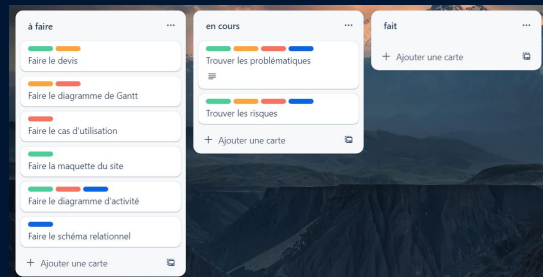 à faire
Faire le devis
Faire le diagramme de Gantt
Faire le cas d'utilisation
Faire la maquette du site
Faire le diagramme d'activité
Faire le schéma relationnel
+ Ajouter une carte
en cours
Trouver les problématiques
Trouver les risques
+ Ajouter une carte
fait
+ Ajouter une carte